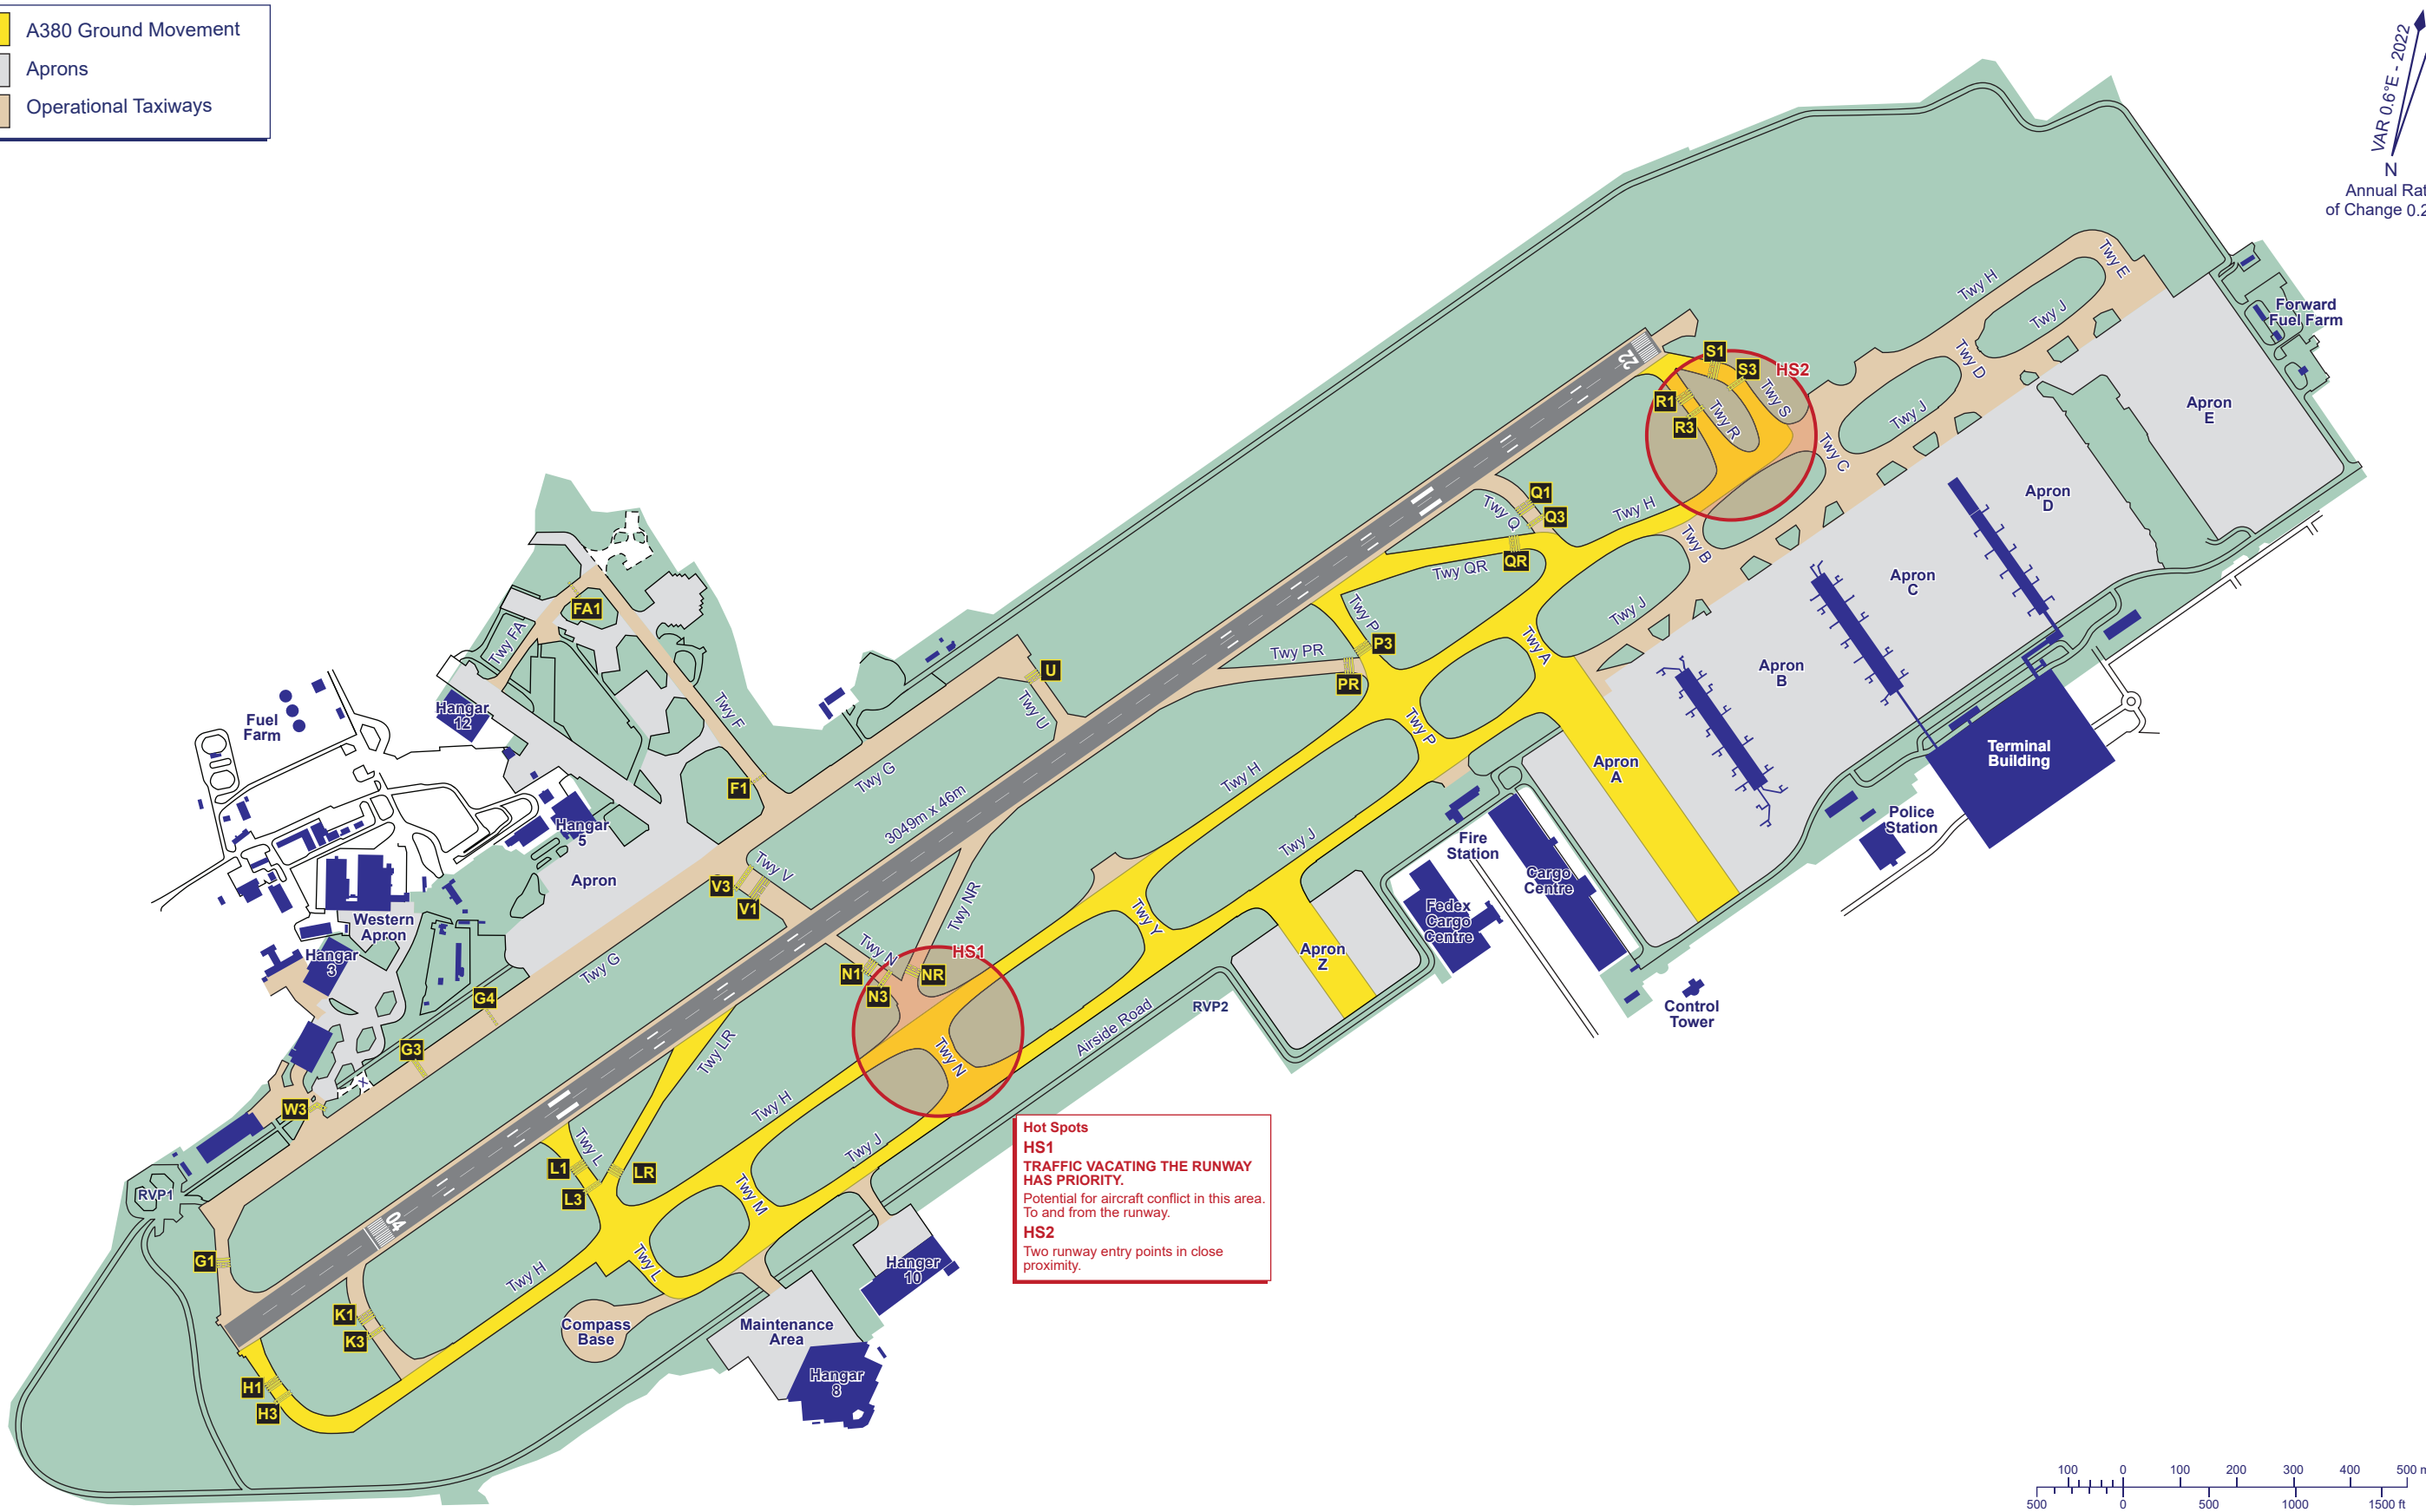 A380 Ground Movement
Aprons
Operational Taxiways
VAR 0.6°E - 2022
N
Annual Rat
of Change 0.2
Twy E
Twy H
Forward
Fuel Farm
Twy J
22
S1
S3
HS2
Twy D
R1
Twy S
Twy R
R3
Apron
E
Twy J
Twy C
Q1
Q3
Twy Q
Twy H
Apron
D
Twy B
QR
Twy QR
Apron
C
FA1
Twy FA
Twy P
P3
Twy J
Twy A
Twy PR
PR
Apron
B
U
Twy U
Twy F
Hangar
12
Fuel
Farm
Twy P
Terminal
Building
Apron
A
Twy H
Twy G
F1
3049m x 46m
Police
Station
Hangar
5
Fire
Station
Twy J
Twy V
V3
V1
Apron
Cargo
Centre
Twy NR
Fedex
Cargo
Centre
Twy Y
Western
Apron
Hangar
3
Twy N
HS1
N1
NR
N3
Apron
Z
Twy G
G4
RVP2
Control
Tower
Airside Road
Twy LR
Twy N
G3
x
W3
Twy H
Hot Spots
HS1
TRAFFIC VACATING THE RUNWAY
HAS PRIORITY.
Potential for aircraft conflict in this area.
To and from the runway.
HS2
Two runway entry points in close
proximity.
Twy L
Twy J
L1
LR
L3
RVP1
Twy M
04
G1
Twy H
Twy L
Hanger
10
K1
K3
Compass
Base
Maintenance
Area
Hangar
8
H1
H3
100 0 100 200 300 400 500 m
500 0 500 1000 1500 ft